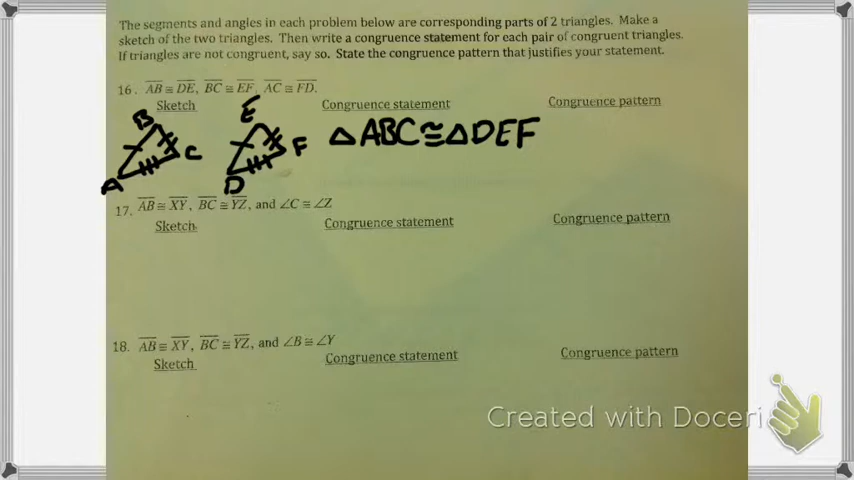 The segments and angles in each problem below are corresponding parts of 2 triangles. Make a
sketch of the two triangles. Then write a congruence statement for each pair of congruent triangles.
If triangles are not congruent, say so. State the congruence pattern that justifies your statement.
16. AB ≅ DE, BC ≅ EF, AC ≅ FD.
Sketch Congruence statement Congruence pattern
B E
C F
A D
△ABC≅△DEF
17. AB ≅ XY, BC ≅ YZ, and ∠C ≅ ∠Z
Sketch Congruence statement Congruence pattern
18. AB ≅ XY, BC ≅ YZ, and ∠B ≅ ∠Y
Sketch Congruence statement Congruence pattern
Created with Doceri